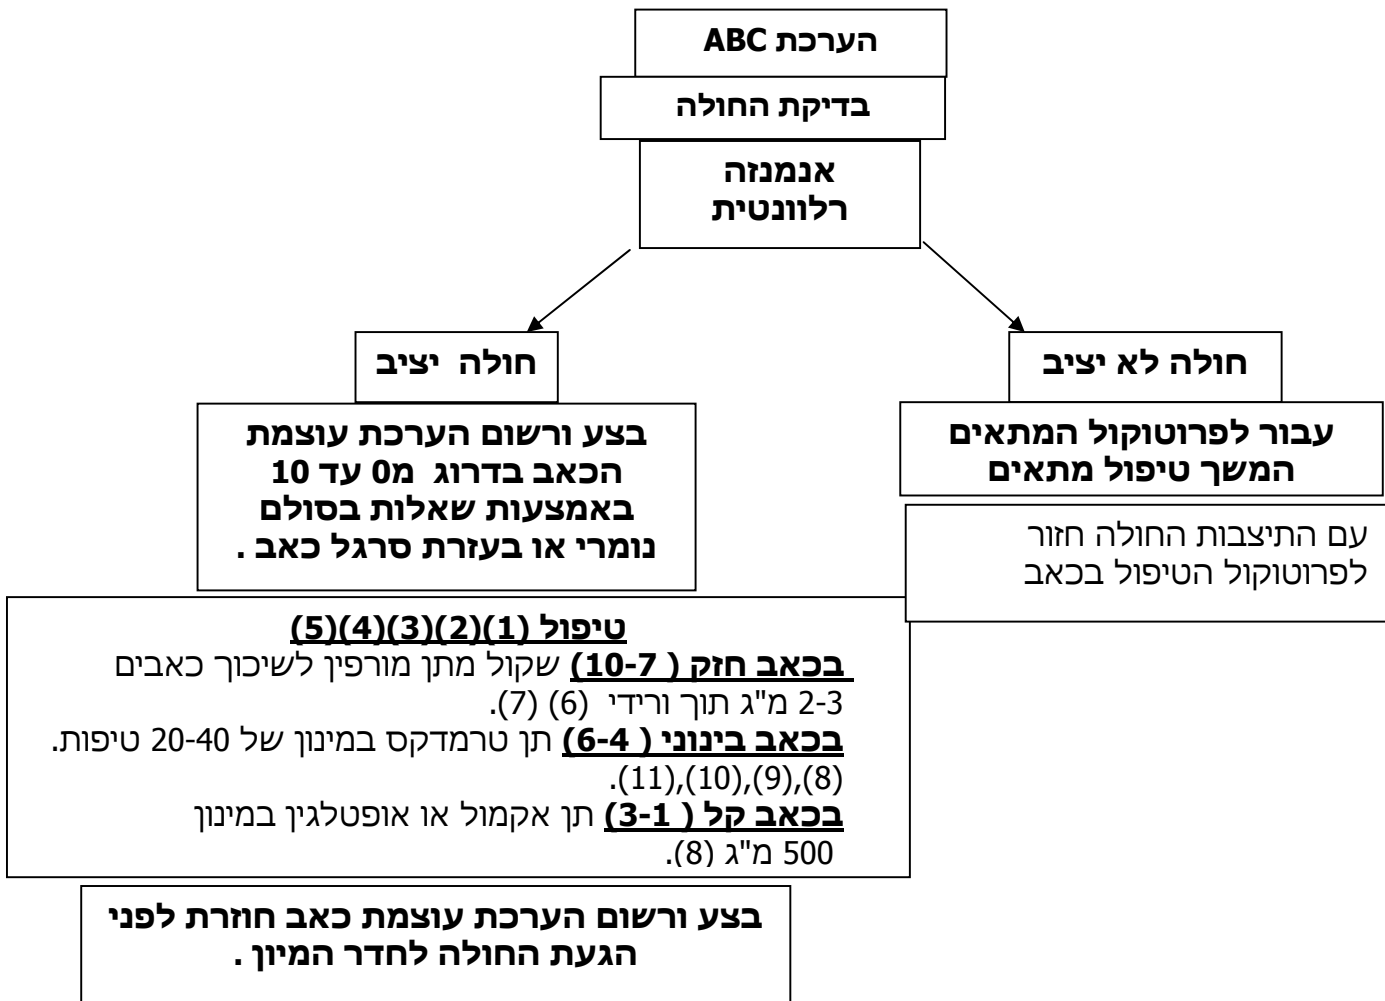 הערכת ABC
בדיקת החולה
אנמנזה
רלוונטית
חולה לא יציב
עבור לפרוטוקול המתאים
המשך טיפול מתאים
עם התיצבות החולה חזור
לפרוטוקול הטיפול בכאב
חולה יציב
בצע ורשום הערכת עוצמת
הכאב בדרוג מ0 עד 10
באמצעות שאלות בסולם
נומרי או בעזרת סרגל כאב .
טיפול (1)(2)(3)(4)(5)
בכאב חזק ( 10-7) שקול מתן מורפין לשיכוך כאבים
2-3 מ"ג תוך ורידי (6) (7).
בכאב בינוני ( 6-4) תן טרמדקס במינון של 20-40 טיפות.
(8),(9),(10),(11).
בכאב קל ( 3-1) תן אקמול או אופטלגין במינון
500 מ"ג (8).
בצע ורשום הערכת עוצמת כאב חוזרת לפני
הגעת החולה לחדר המיון .